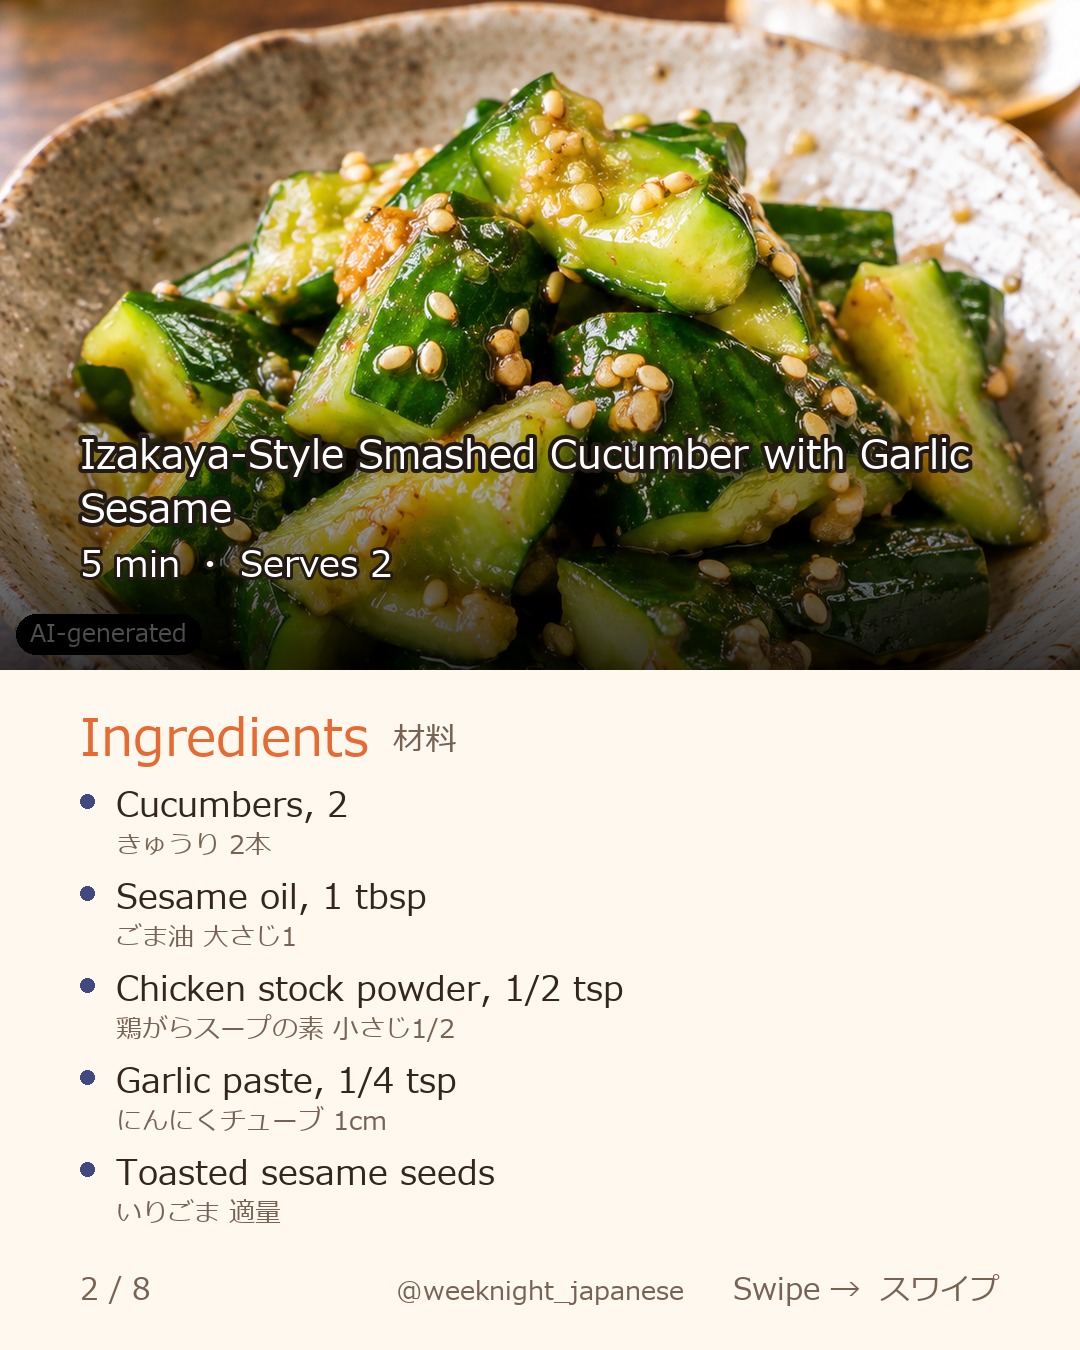 Izakaya-Style Smashed Cucumber with Garlic
Sesame
5 min ・ Serves 2
AI-generated
Ingredients 材料
Cucumbers, 2
きゅうり 2本
Sesame oil, 1 tbsp
ごま油 大さじ1
Chicken stock powder, 1/2 tsp
鶏がらスープの素 小さじ1/2
Garlic paste, 1/4 tsp
にんにくチューブ 1cm
Toasted sesame seeds
いりごま 適量
2 / 8 @weeknight_japanese Swipe → スワイプ